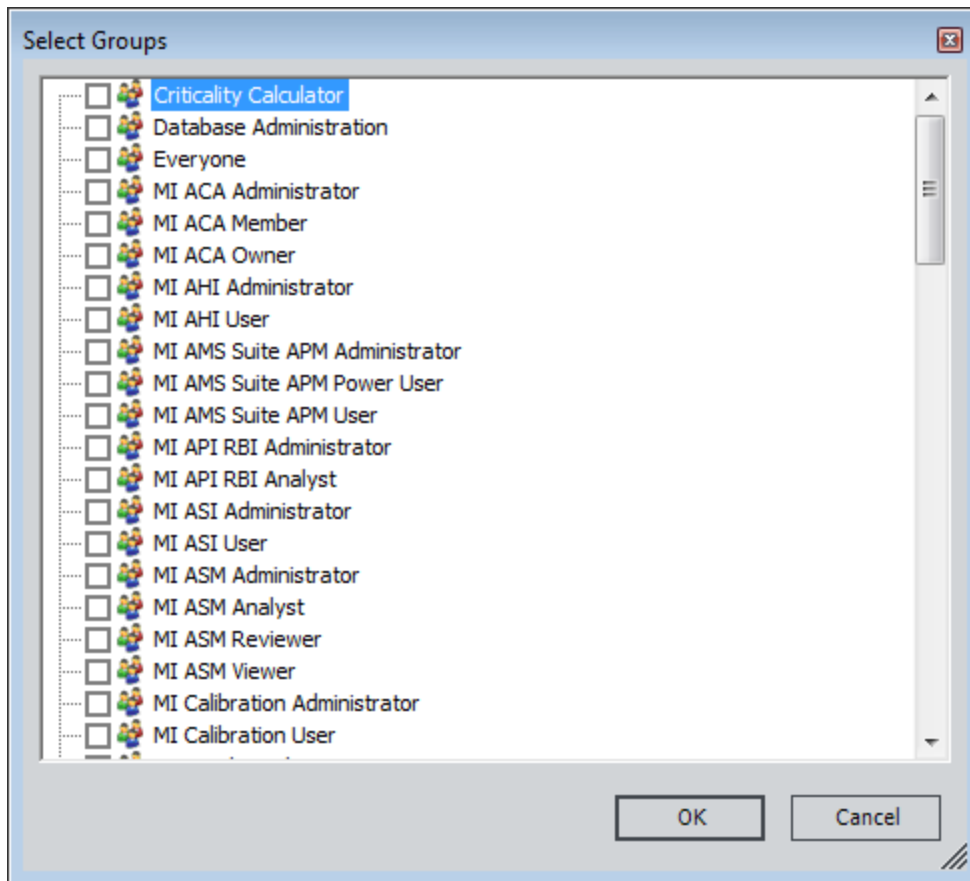 Select Groups
Criticality Calculator
Database Administration
Everyone
MI ACA Administrator
MI ACA Member
MI ACA Owner
MI AHI Administrator
MI AHI User
MI AMS Suite APM Administrator
MI AMS Suite APM Power User
MI AMS Suite APM User
MI API RBI Administrator
MI API RBI Analyst
MI ASI Administrator
MI ASI User
MI ASM Administrator
MI ASM Analyst
MI ASM Reviewer
MI ASM Viewer
MI Calibration Administrator
MI Calibration User
OK Cancel